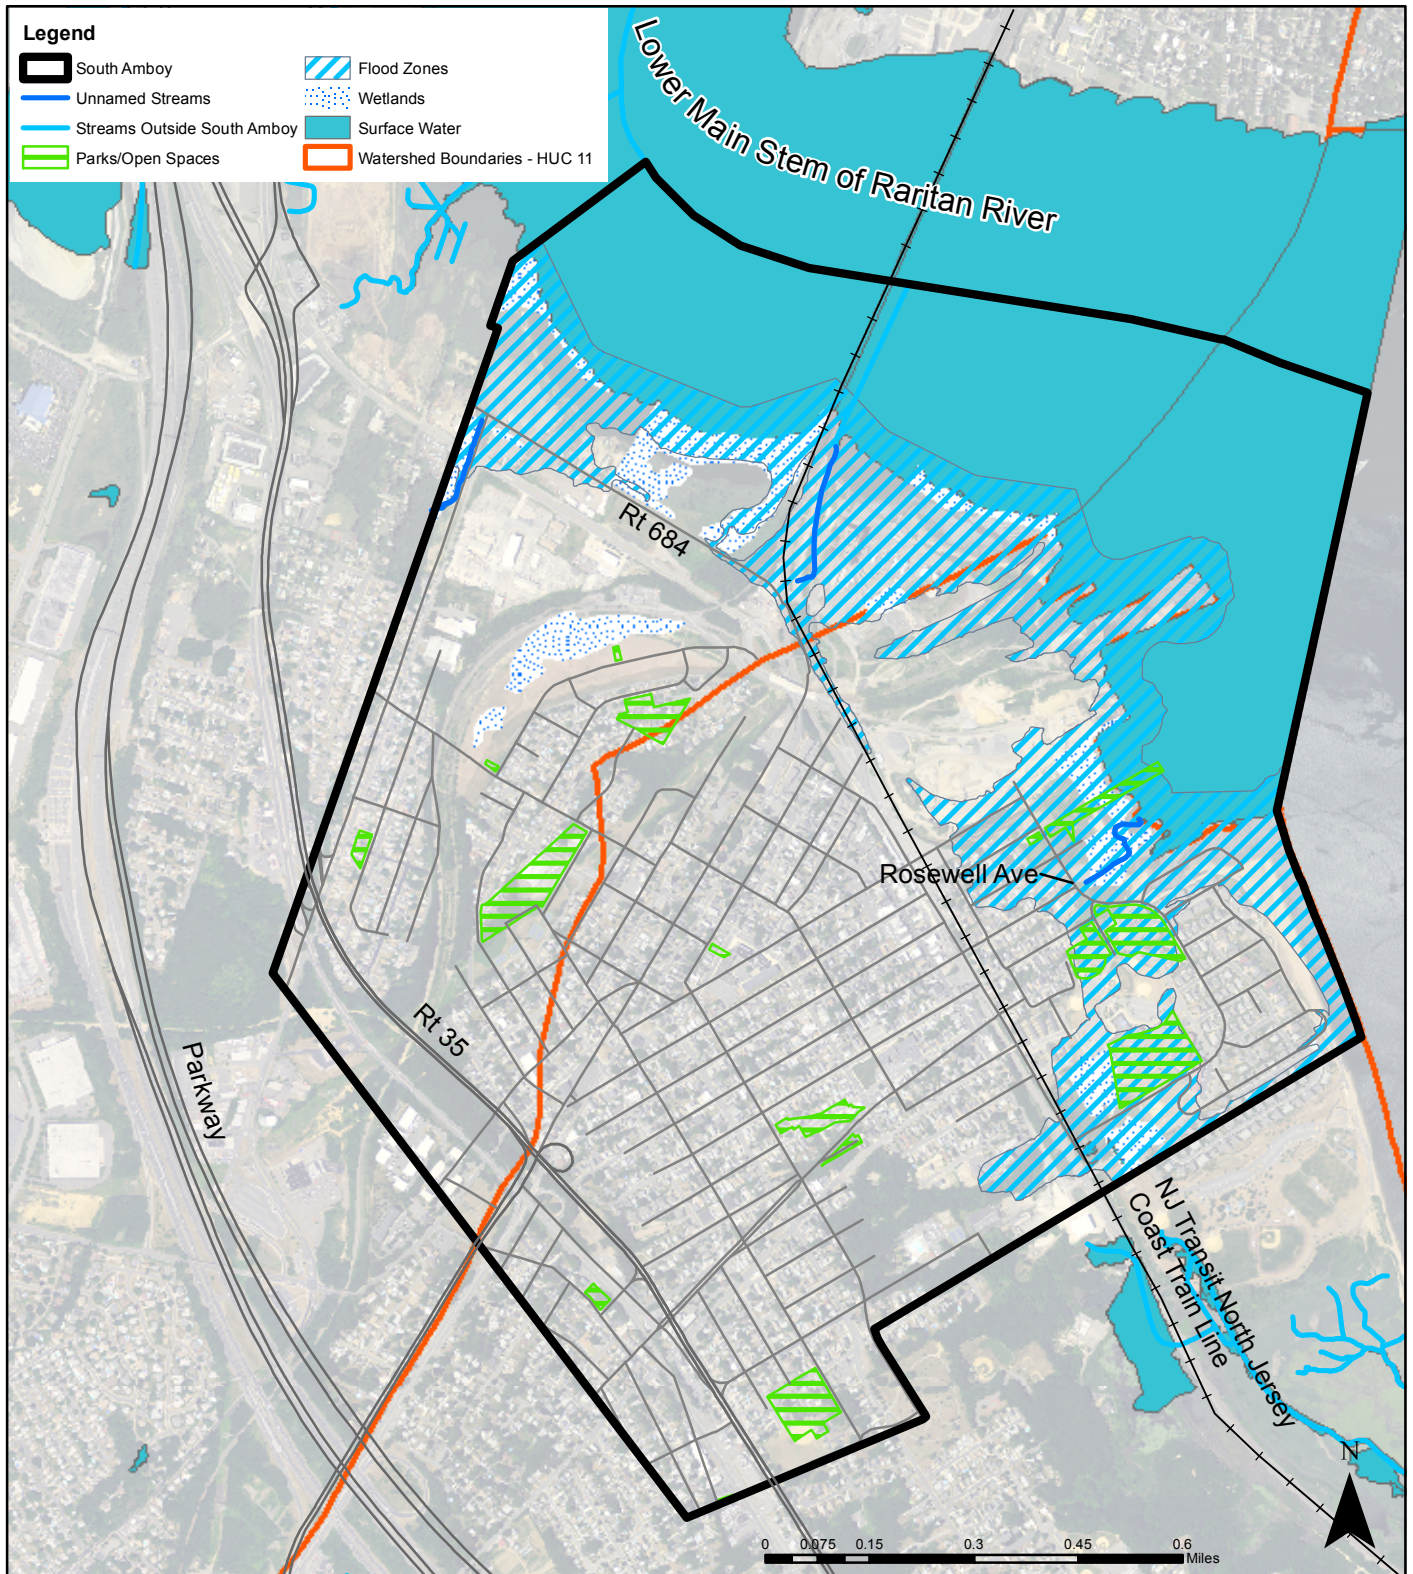 Legend
South Amboy
Unnamed Streams
Streams Outside South Amboy
Parks/Open Spaces
Flood Zones
Wetlands
Surface Water
Watershed Boundaries - HUC 11
Lower Main Stem of Raritan River
Rt 684
Rosewell Ave
Rt 35
Parkway
NJ Transit North Jersey
Coast Train Line
N
0 0.075 0.15 0.3 0.45 0.6
Miles